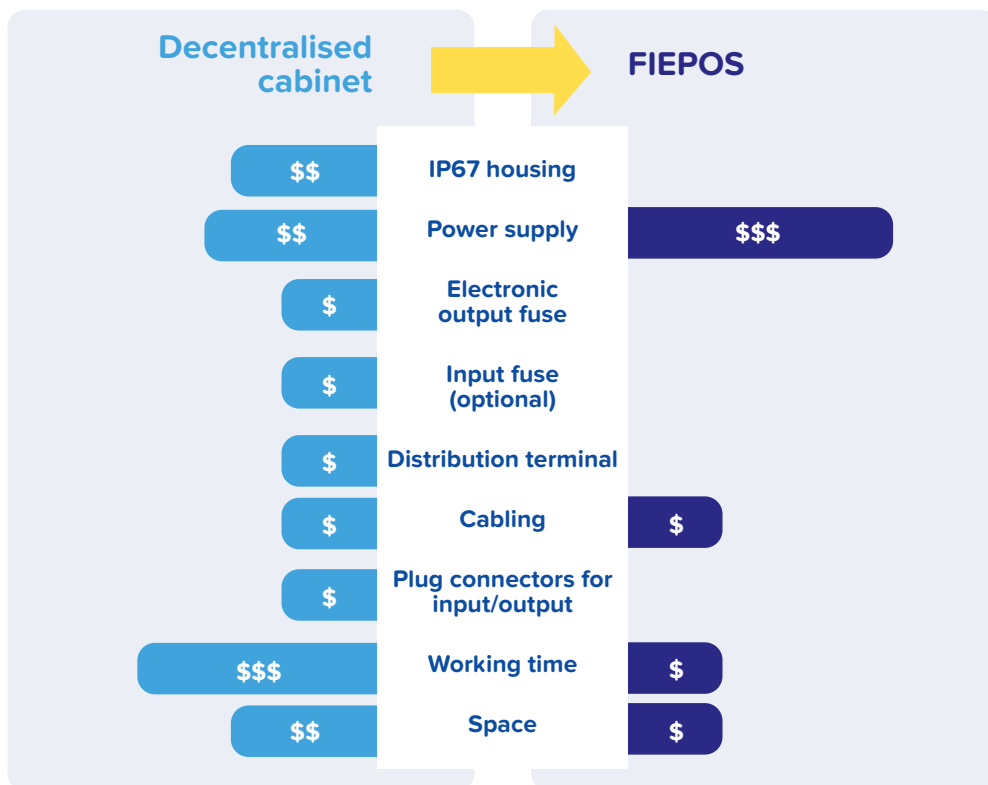 Decentralised
cabinet
FIEPOS
$$ IP67 housing
$$ Power supply $$$
$ Electronic
output fuse
$ Input fuse
(optional)
$ Distribution terminal
$ Cabling $
$ Plug connectors for
input/output
$$$ Working time $
$$ Space $